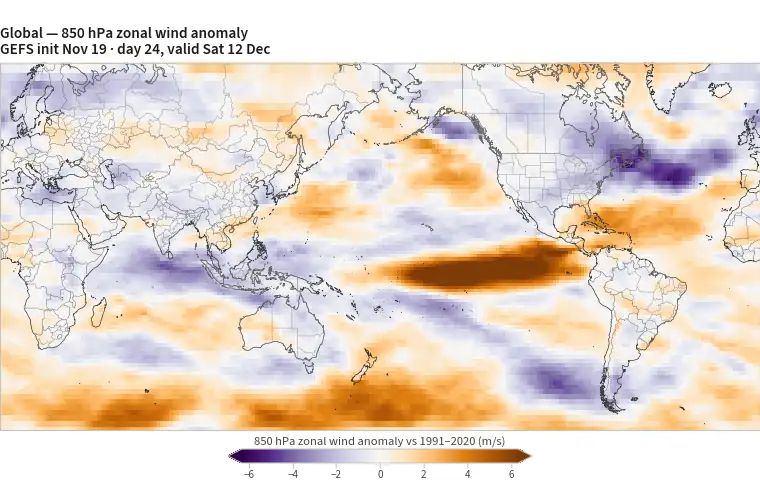 Global — 850 hPa zonal wind anomaly
GEFS init Nov 19 · day 24, valid Sat 12 Dec
850 hPa zonal wind anomaly vs 1991–2020 (m/s)
−6 −4 −2 0 2 4 6